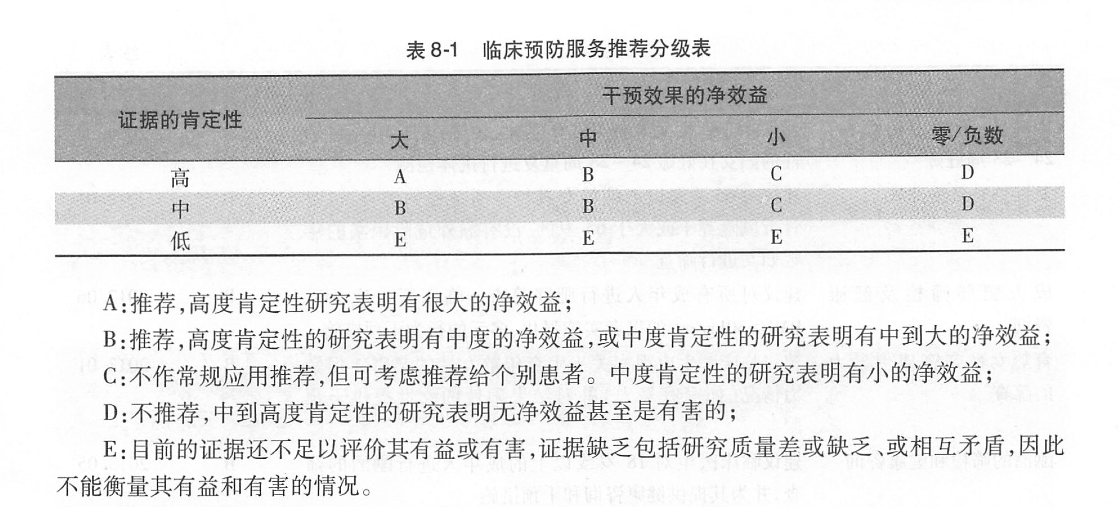 表 8-1 临床预防服务推荐分级表
证据的肯定性
干预效果的净效益
大 中 小 零/负数
高 A B C D
中 B B C D
低 E E E E
A:推荐,高度肯定性研究表明有很大的净效益;
B:推荐,高度肯定性的研究表明有中度的净效益,或中度肯定性的研究表明有中到大的净效益;
C:不作常规应用推荐,但可考虑推荐给个别患者。中度肯定性的研究表明有小的净效益;
D:不推荐,中到高度肯定性的研究表明无净效益甚至是有害的;
E:目前的证据还不足以评价其有益或有害,证据缺乏包括研究质量差或缺乏、或相互矛盾,因此
不能衡量其有益和有害的情况。